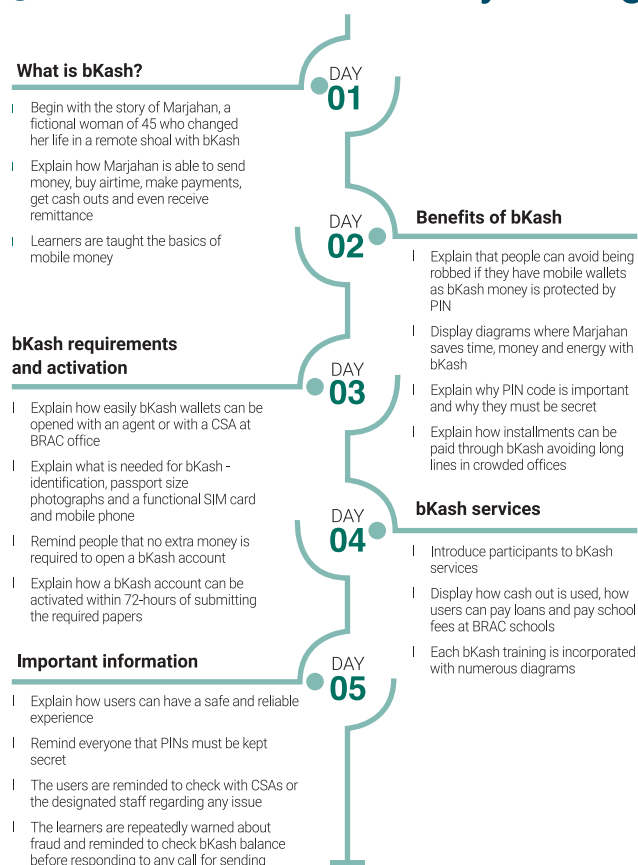 What is bKash?
Begin with the story of Marjahan, a
fictional woman of 45 who changed
her life in a remote shoal with bKash
Explain how Marjahan is able to send
money, buy airtime, make payments,
get cash outs and even receive
remittance
Learners are taught the basics of
mobile money
DAY
01
DAY
02
Benefits of bKash
Explain that people can avoid being
robbed if they have mobile wallets
as bKash money is protected by
PIN
Display diagrams where Marjahan
saves time, money and energy with
bKash
Explain why PIN code is important
and why they must be secret
Explain how installments can be
paid through bKash avoiding long
lines in crowded offices
bKash requirements
and activation
Explain how easily bKash wallets can be
opened with an agent or with a CSA at
BRAC office
Explain what is needed for bKash -
identification, passport size
photographs and a functional SIM card
and mobile phone
Remind people that no extra money is
required to open a bKash account
Explain how a bKash account can be
activated within 72-hours of submitting
the required papers
DAY
03
DAY
04
bKash services
Introduce participants to bKash
services
Display how cash out is used, how
users can pay loans and pay school
fees at BRAC schools
Each bKash training is incorporated
with numerous diagrams
Important information
Explain how users can have a safe and reliable
experience
Remind everyone that PINs must be kept
secret
The users are reminded to check with CSAs or
the designated staff regarding any issue
The learners are repeatedly warned about
fraud and reminded to check bKash balance
before responding to any call for sending
DAY
05